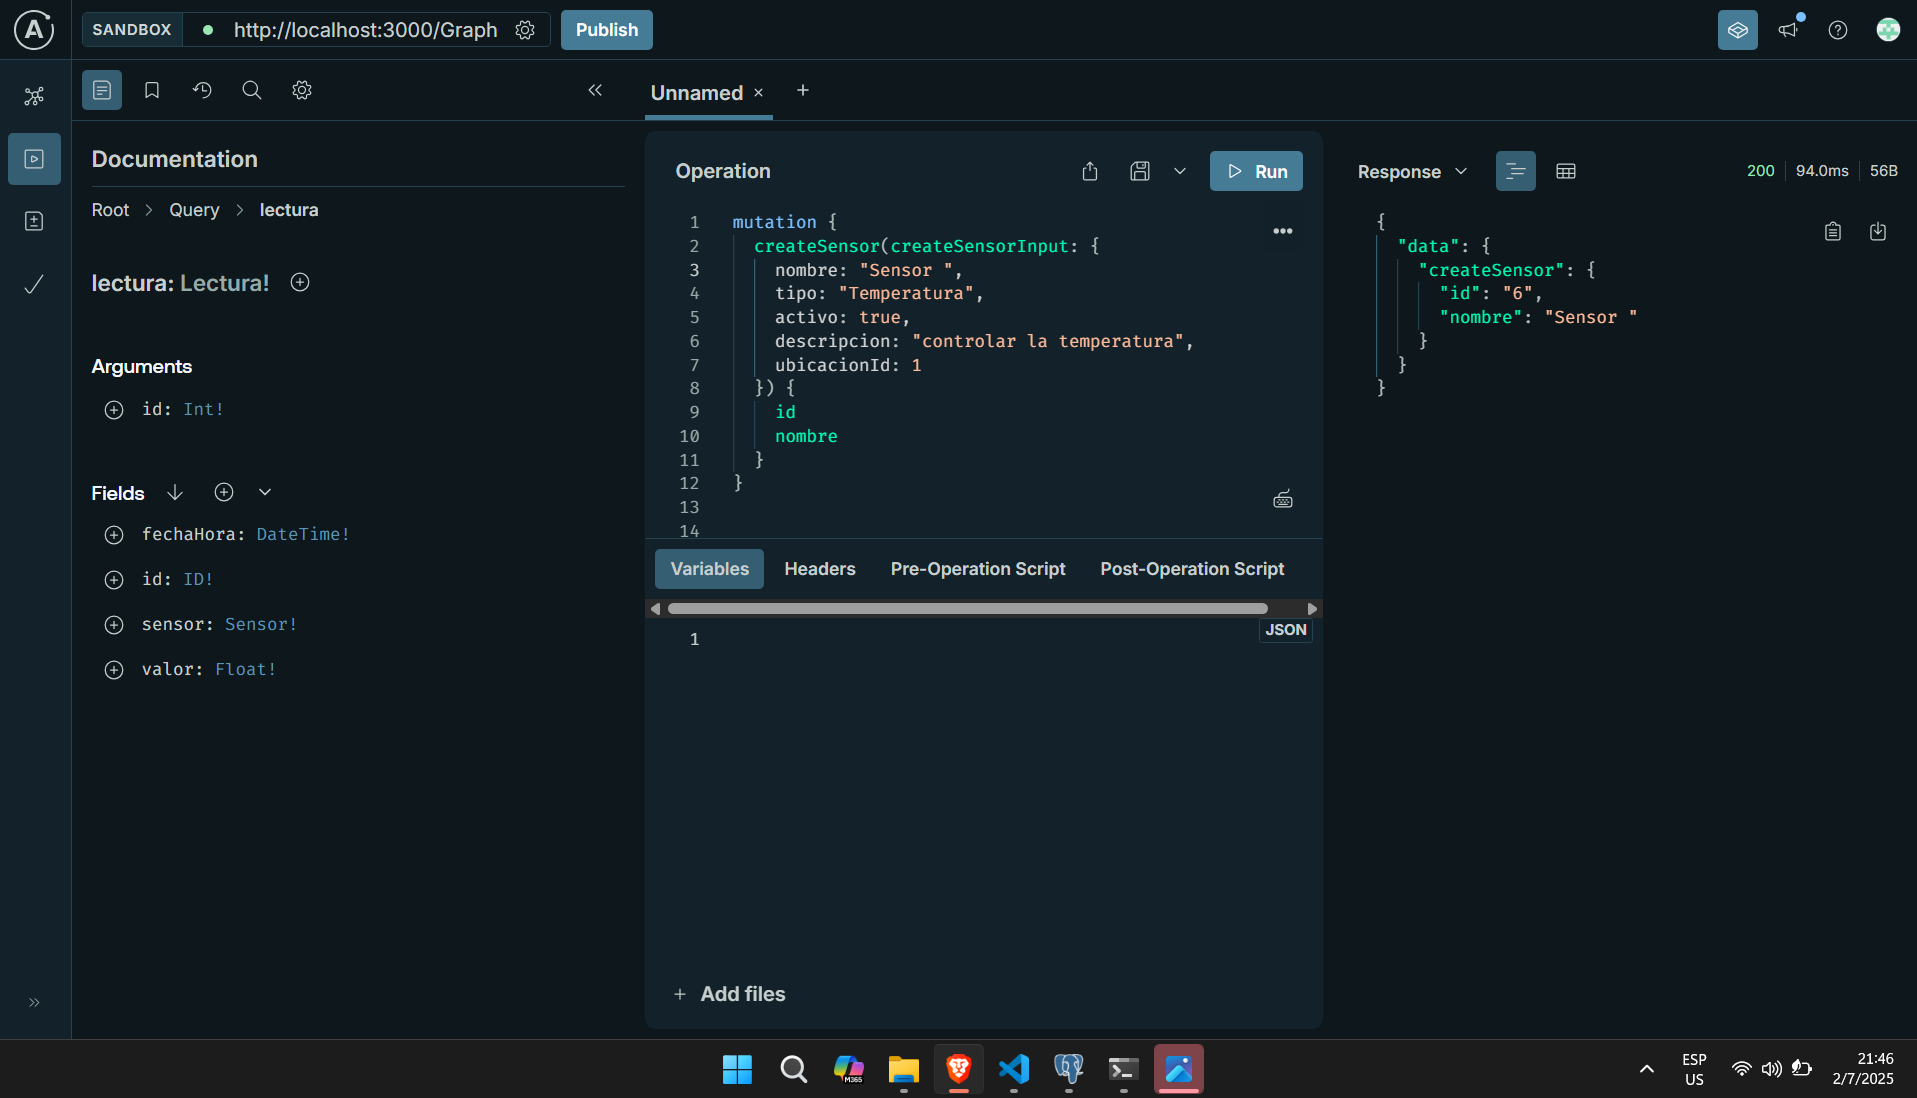 SANDBOX http://localhost:3000/Graph Publish
Documentation
Root > Query > lectura
lectura: Lectura!
Arguments
id: Int!
Fields
fechaHora: DateTime!
id: ID!
sensor: Sensor!
valor: Float!
Unnamed × +
Operation
Run
1 mutation {
2 createSensor(createSensorInput: {
3 nombre: "Sensor ",
4 tipo: "Temperatura",
5 activo: true,
6 descripcion: "controlar la temperatura",
7 ubicacionId: 1
8 }) {
9 id
10 nombre
11 }
12 }
13
14
Variables Headers Pre-Operation Script Post-Operation Script
JSON
1
+ Add files
Response
200 94.0ms 56B
{
"data": {
"createSensor": {
"id": "6",
"nombre": "Sensor "
}
}
}
M365
ESP
US
21:46
2/7/2025